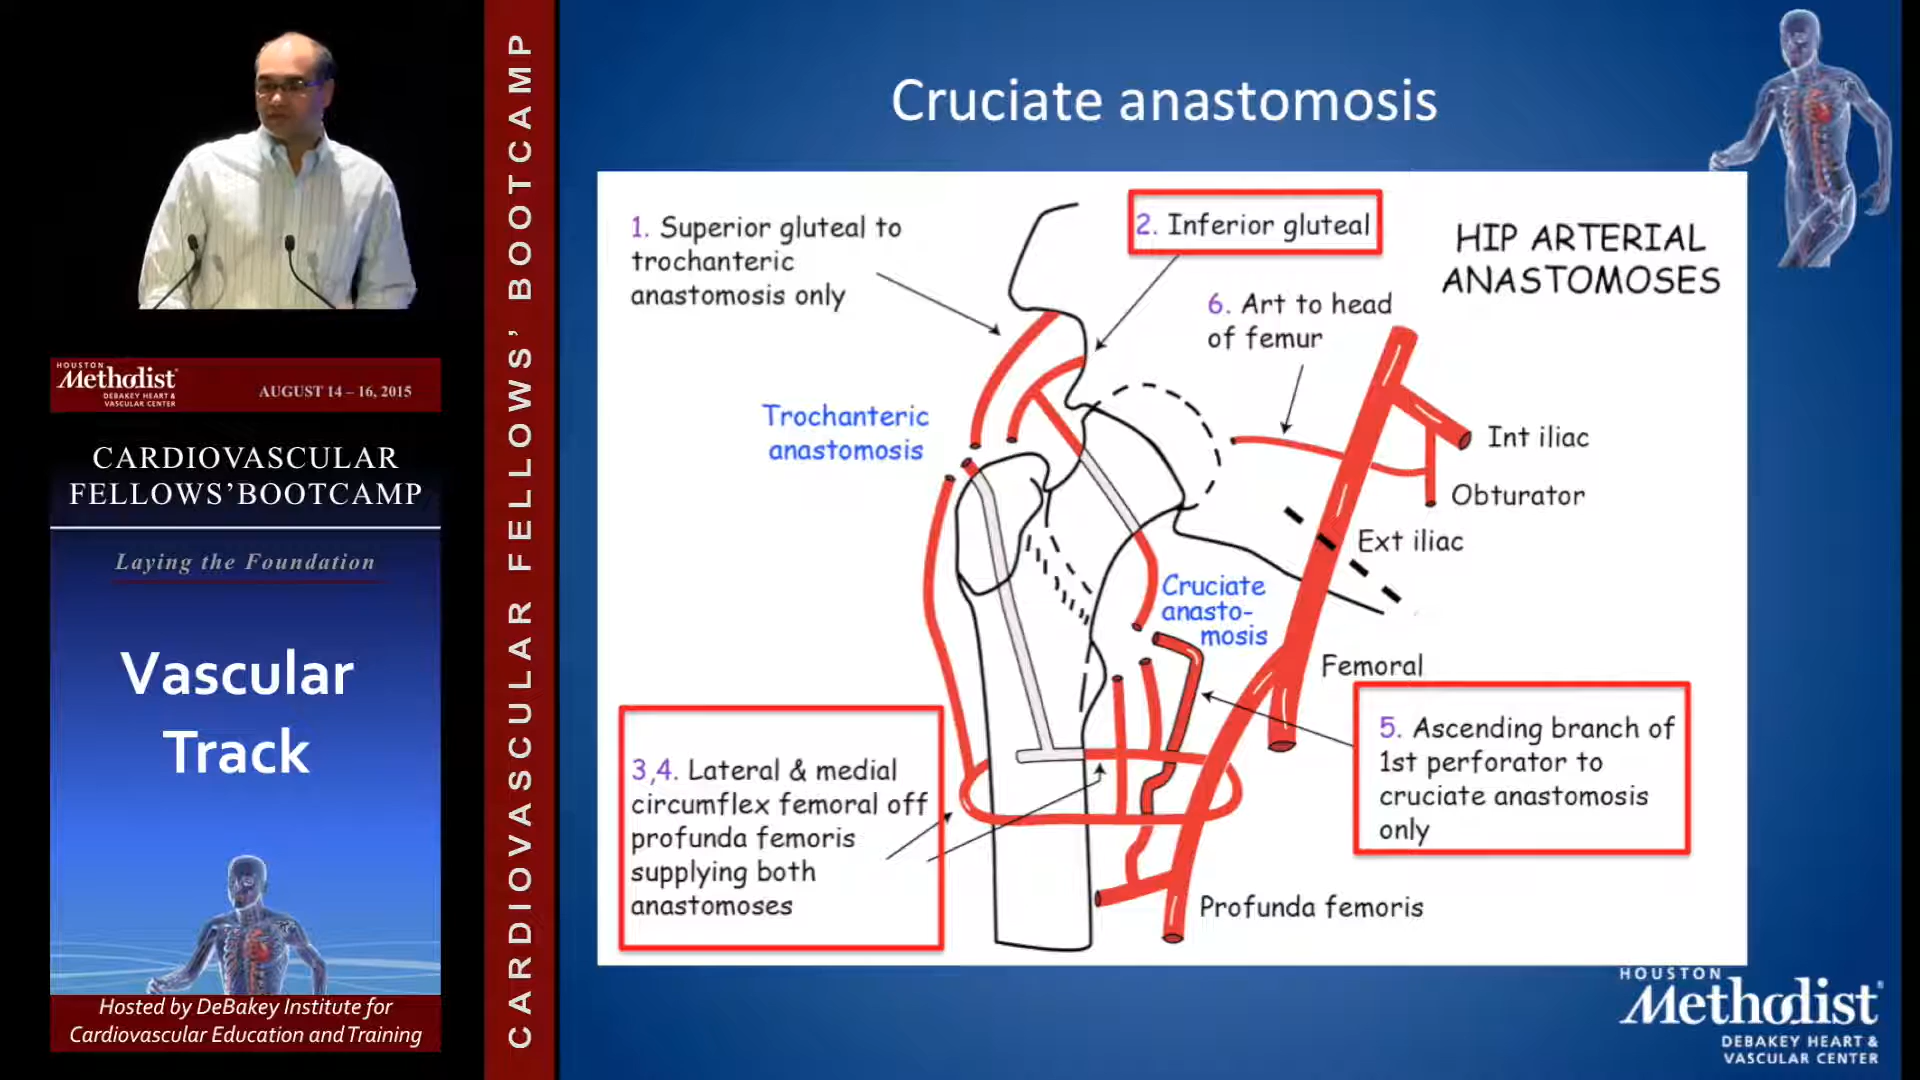 HOUSTON
Methodist
DEBAKEY HEART &
VASCULAR CENTER
AUGUST 14 – 16, 2015
CARDIOVASCULAR
FELLOWS' BOOTCAMP
Laying the Foundation
Vascular
Track
Hosted by DeBakey Institute for
Cardiovascular Education and Training
CARDIOVASCULAR FELLOWS' BOOTCAMP
Cruciate anastomosis
HIP ARTERIAL
ANASTOMOSES
1. Superior gluteal to
trochanteric
anastomosis only
2. Inferior gluteal
6. Art to head
of femur
Trochanteric
anastomosis
Int iliac
Obturator
Ext iliac
Cruciate
anasto-
mosis
Femoral
3,4. Lateral & medial
circumflex femoral off
profunda femoris
supplying both
anastomoses
5. Ascending branch of
1st perforator to
cruciate anastomosis
only
Profunda femoris
HOUSTON
Methodist
DEBAKEY HEART &
VASCULAR CENTER